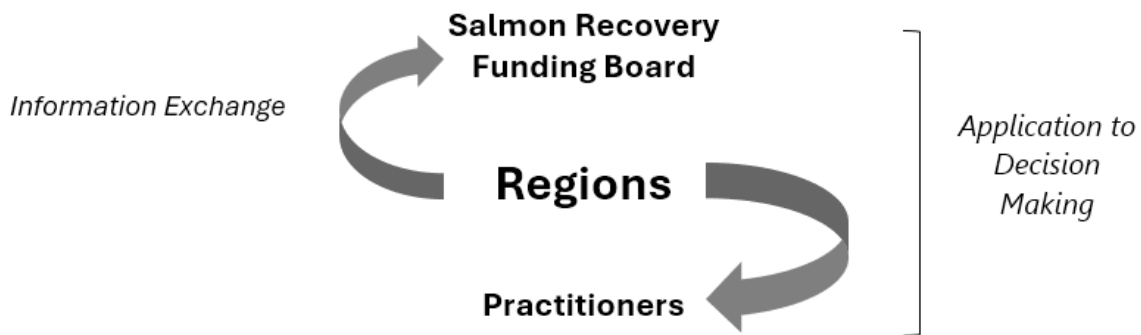 Salmon Recovery
Funding Board
Information Exchange
Application to
Decision
Making
Regions
Practitioners